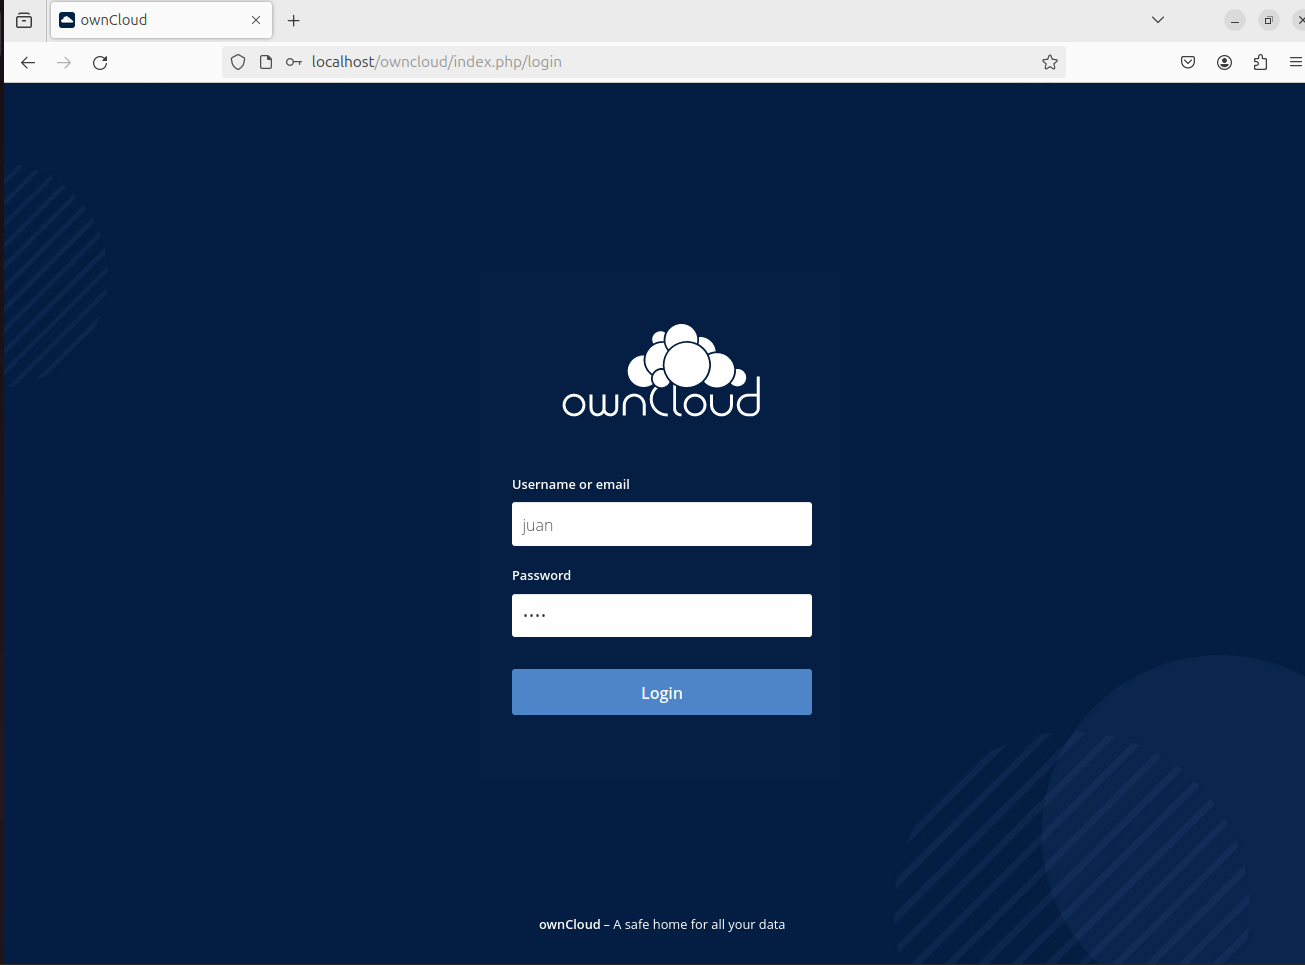 ownCloud
localhost/owncloud/index.php/login
ownCloud
Username or email
juan
Password
••••
Login
ownCloud – A safe home for all your data